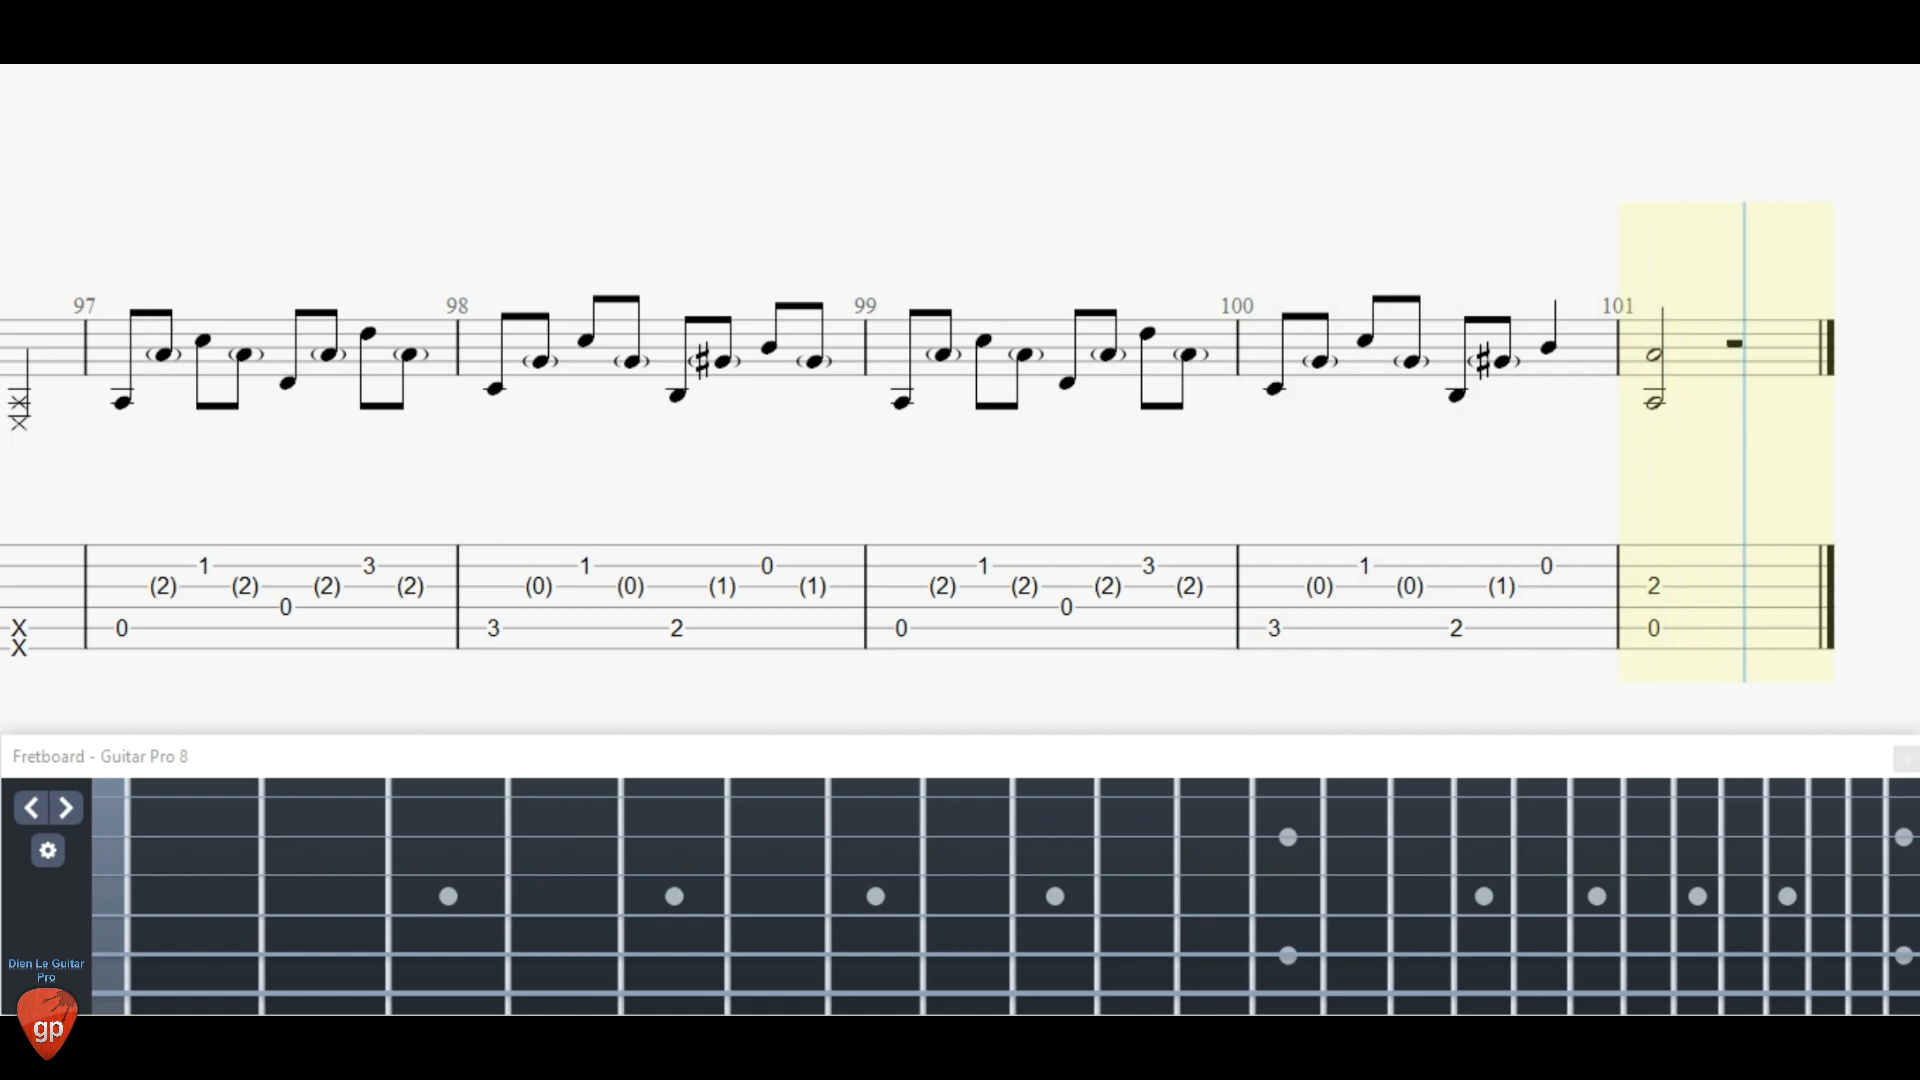 97 98 99 100 101
1 3 1 0 1 3 1 0
(2) (2) (2) (2) (0) (0) (1) (1) (2) (2) (2) (2) (0) (0) (1) 2
0 0
X 0 3 2 0 3 2 0
X
Fretboard - Guitar Pro 8
Dien Le Guitar
Pro
gp